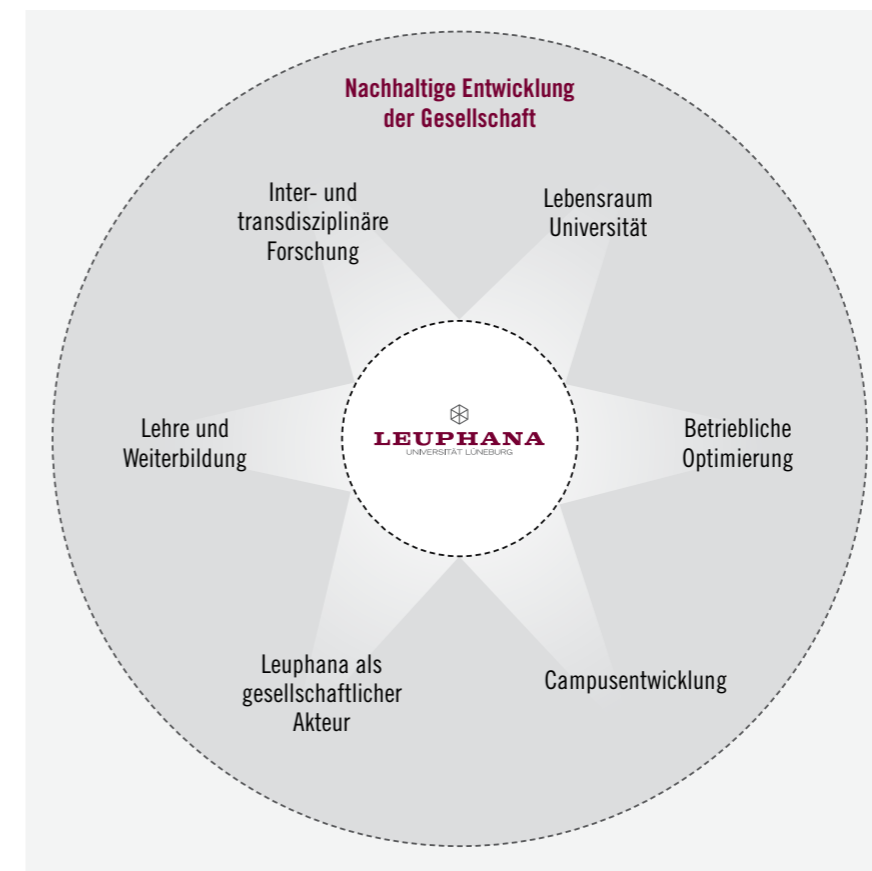 Nachhaltige Entwicklung
der Gesellschaft
Inter- und
transdisziplinäre
Forschung
Lebensraum
Universität
Lehre und
Weiterbildung
LEUPHANA
UNIVERSITÄT LÜNEBURG
Betriebliche
Optimierung
Leuphana als
gesellschaftlicher
Akteur
Campusentwicklung